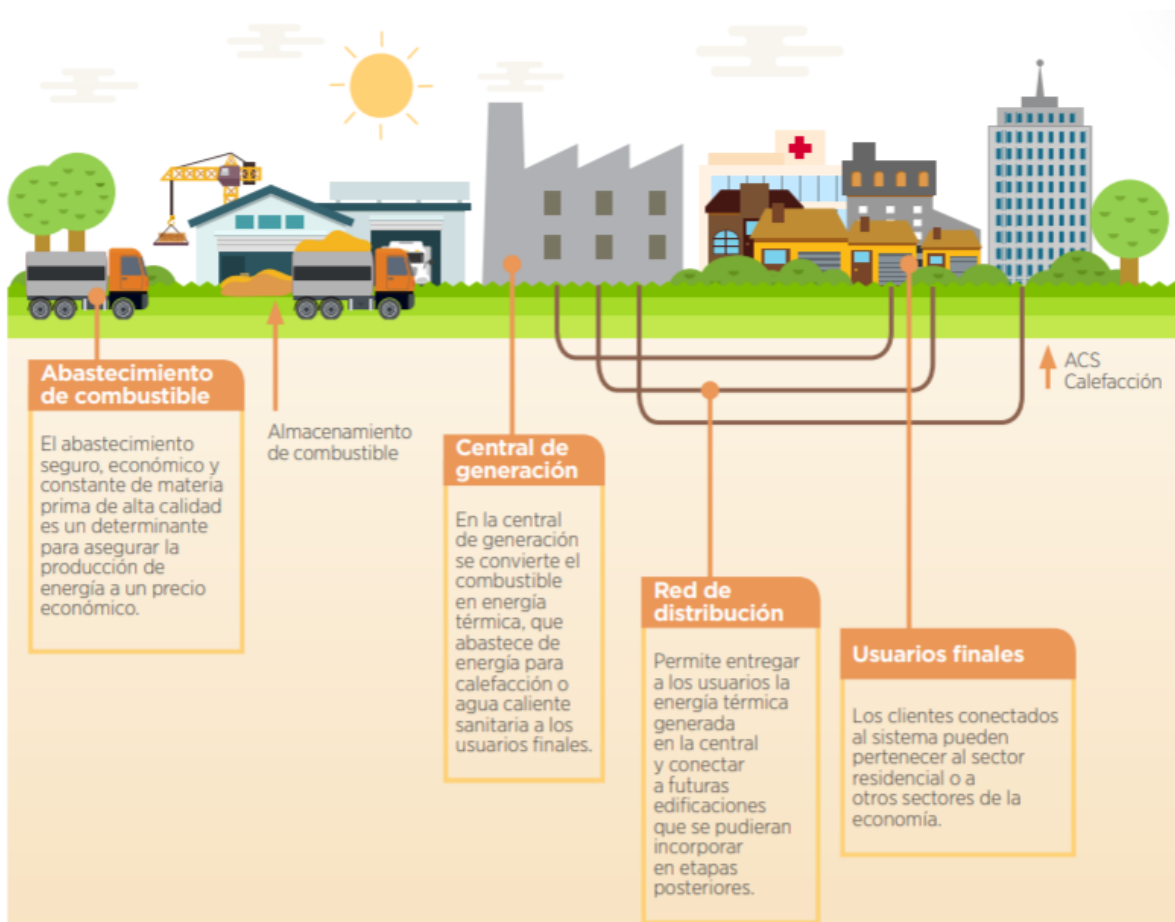 Abastecimiento
de combustible
El abastecimiento
seguro, económico y
constante de materia
prima de alta calidad
es un determinante
para asegurar la
producción de
energía a un precio
económico.
Almacenamiento
de combustible
Central de
generación
En la central
de generación
se convierte el
combustible
en energía
térmica, que
abastece de
energía para
calefacción o
agua caliente
sanitaria a los
usuarios finales.
Red de
distribución
Permite entregar
a los usuarios la
energía térmica
generada
en la central
y conectar
a futuras
edificaciones
que se pudieran
incorporar
en etapas
posteriores.
Usuarios finales
Los clientes conectados
al sistema pueden
pertenecer al sector
residencial o a
otros sectores de la
economía.
ACS
Calefacción